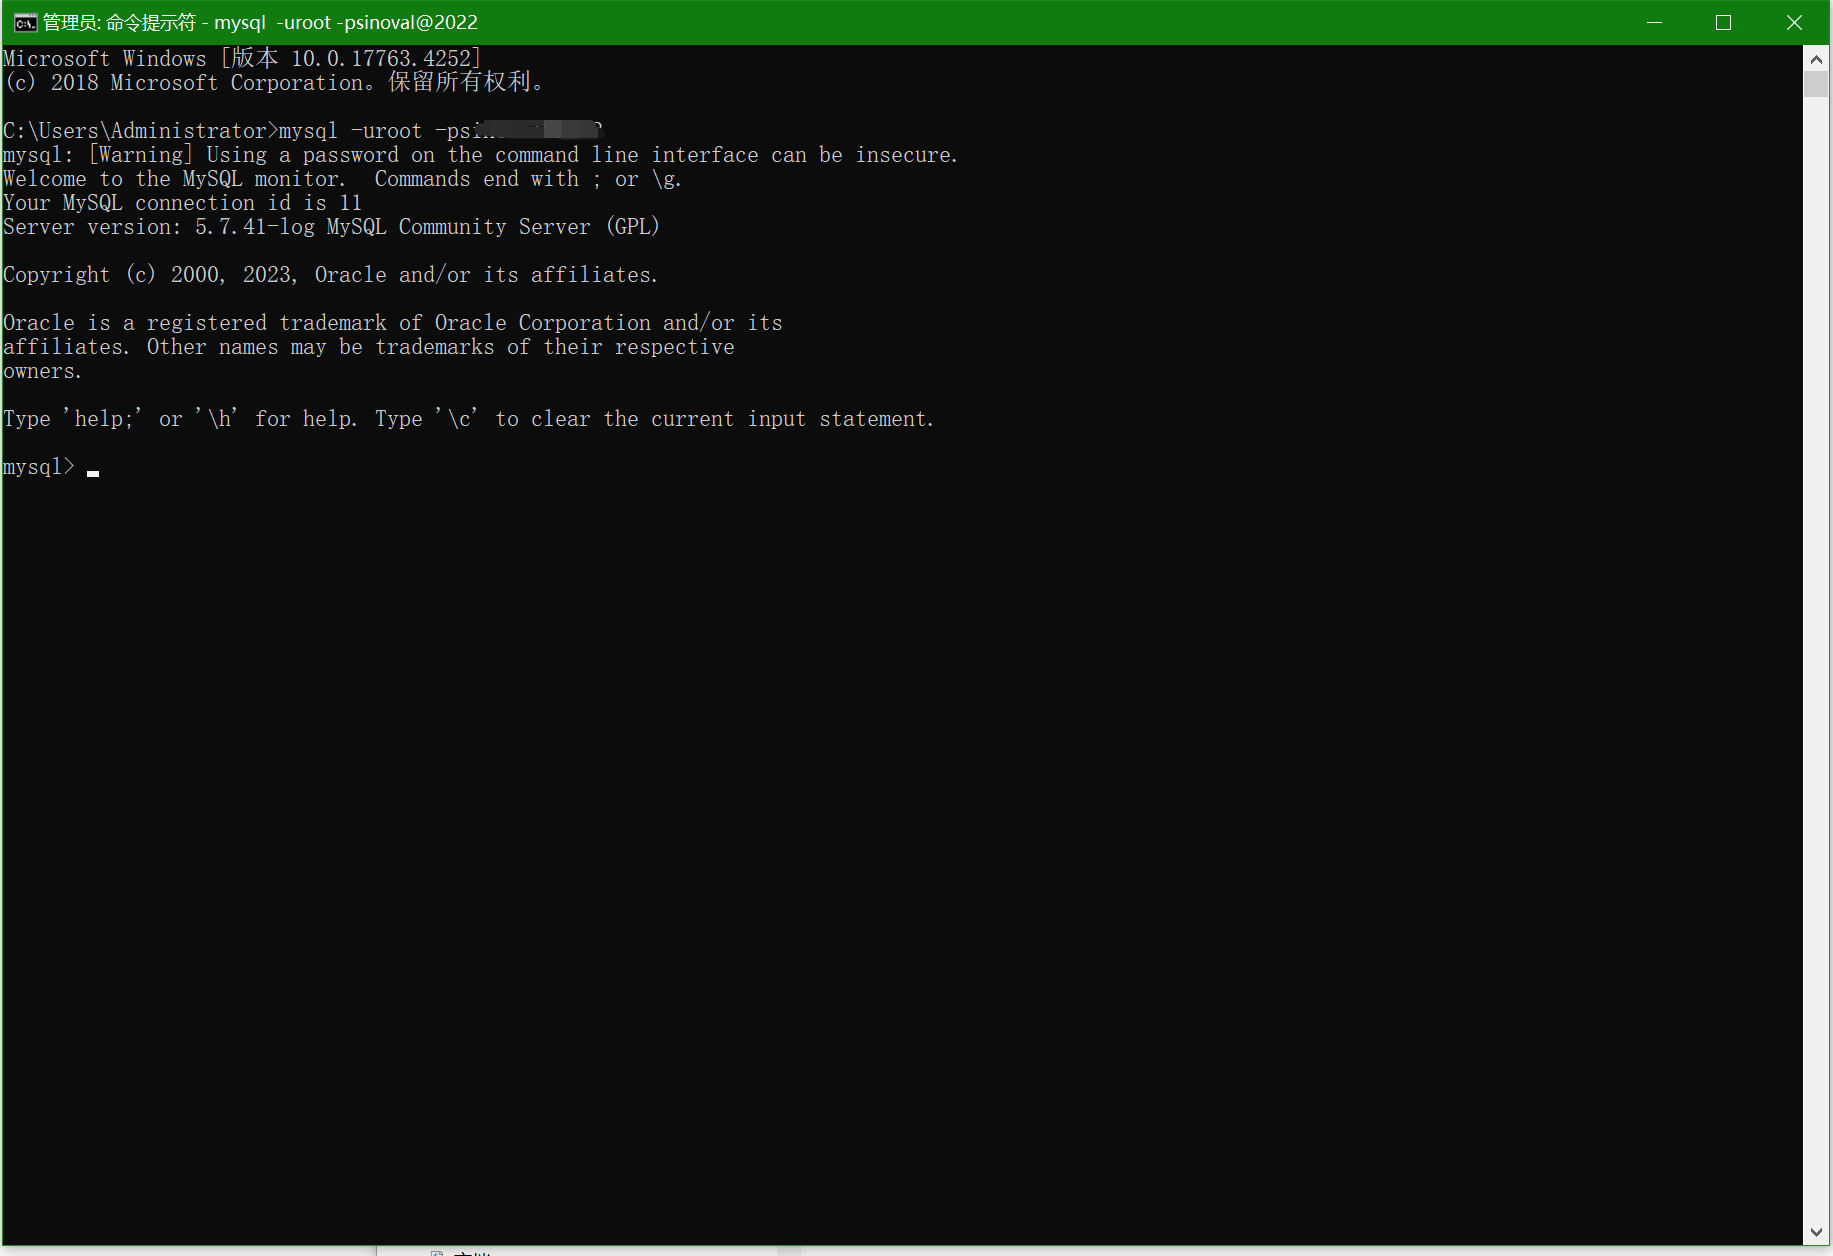 管理员: 命令提示符 - mysql  -uroot -psinoval@2022
Microsoft Windows [版本 10.0.17763.4252]
(c) 2018 Microsoft Corporation。保留所有权利。
C:\Users\Administrator>mysql -uroot
mysql: [Warning] Using a password on the command line interface can be insecure.
Welcome to the MySQL monitor.  Commands end with ; or \g.
Your MySQL connection id is 11
Server version: 5.7.41-log MySQL Community Server (GPL)
Copyright (c) 2000, 2023, Oracle and/or its affiliates.
Oracle is a registered trademark of Oracle Corporation and/or its
affiliates. Other names may be trademarks of their respective
owners.
Type 'help;' or '\h' for help. Type '\c' to clear the current input statement.
mysql>